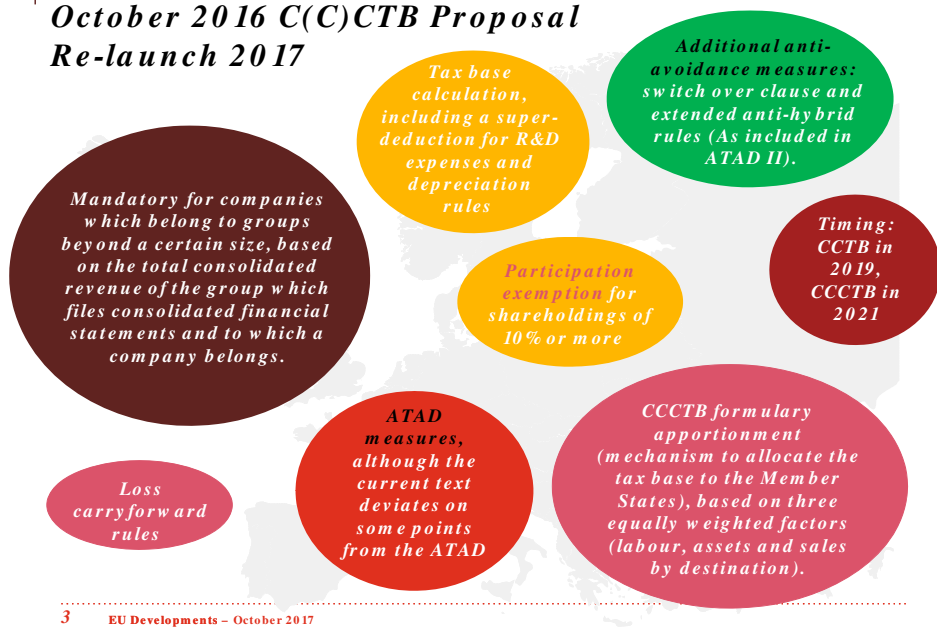 October 2016 C(C)CTB Proposal
Re-launch 2017
Tax base
calculation,
including a super-
deduction for R&D
expenses and
depreciation
rules
Additional anti-
avoidance measures:
switch over clause and
extended anti-hybrid
rules (As included in
ATAD II).
Mandatory for companies
which belong to groups
beyond a certain size, based
on the total consolidated
revenue of the group which
files consolidated financial
statements and to which a
company belongs.
Participation
exemption for
shareholdings of
10% or more
Timing:
CCTB in
2019,
CCCTB in
2021
Loss
carryforward
rules
ATAD
measures,
although the
current text
deviates on
some points
from the ATAD
CCCTB formulary
apportionment
(mechanism to allocate the
tax base to the Member
States), based on three
equally weighted factors
(labour, assets and sales
by destination).
3 EU Developments – October 2017